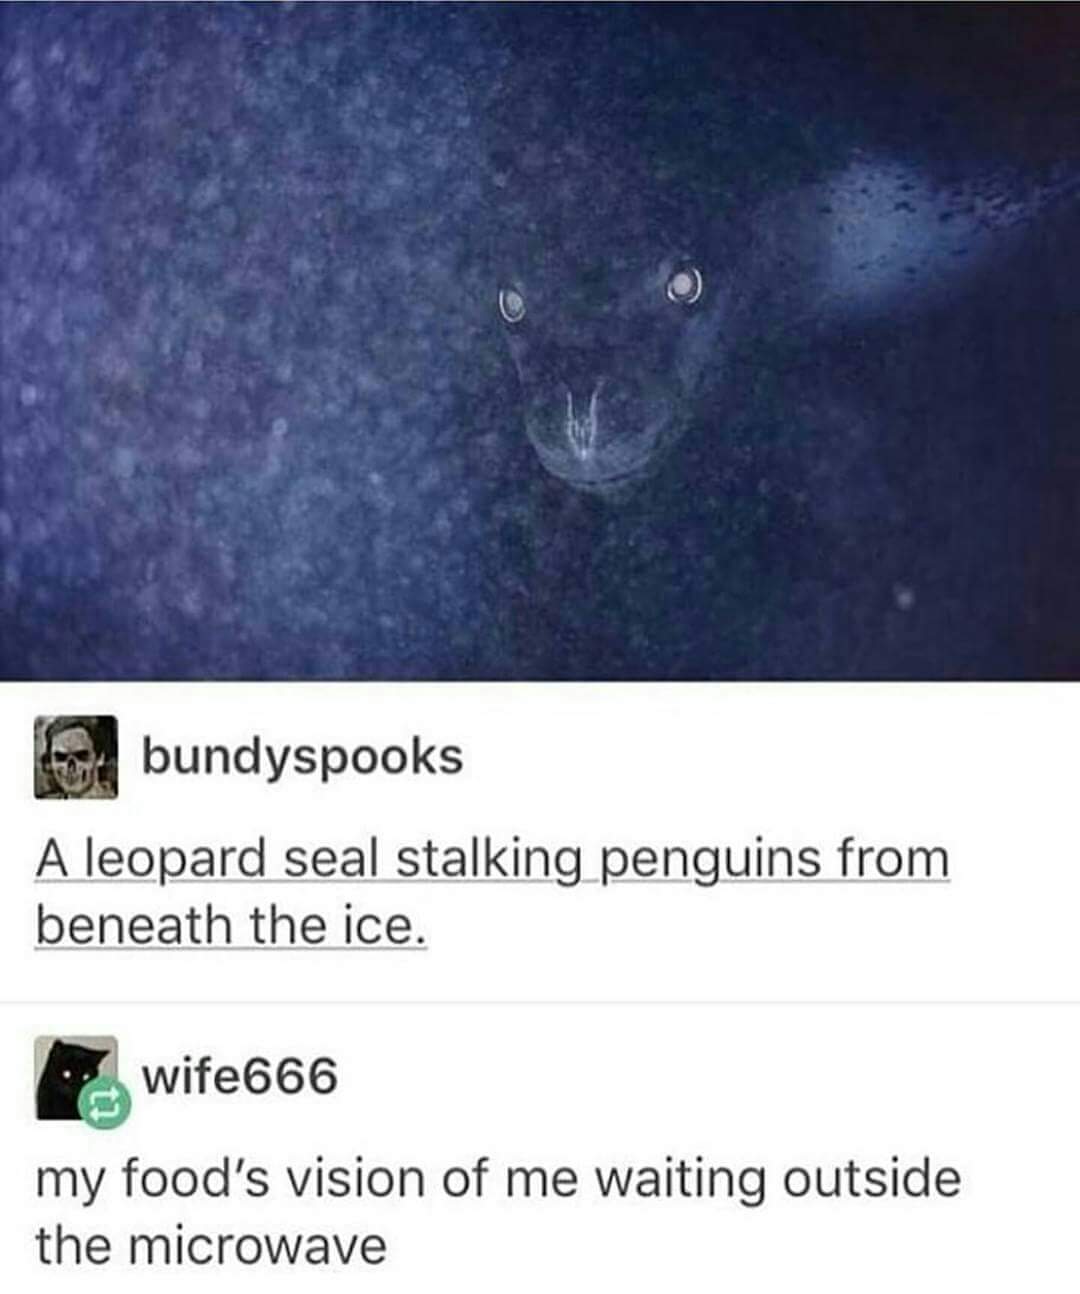 bundyspooks
A leopard seal stalking penguins from
beneath the ice.
wife666
my food's vision of me waiting outside
the microwave